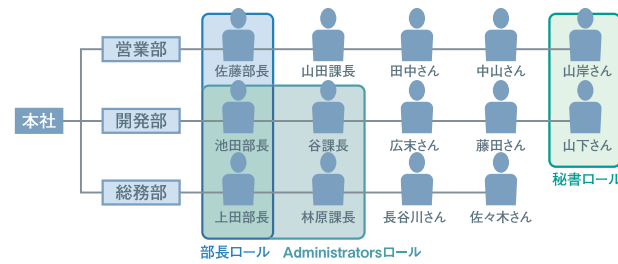 営業部
佐藤部長
山田課長
田中さん
中山さん
山岸さん
本社
開発部
池田部長
谷課長
広末さん
藤田さん
山下さん
総務部
上田部長
林原課長
長谷川さん
佐々木さん
秘書ロール
部長ロール
Administratorsロール